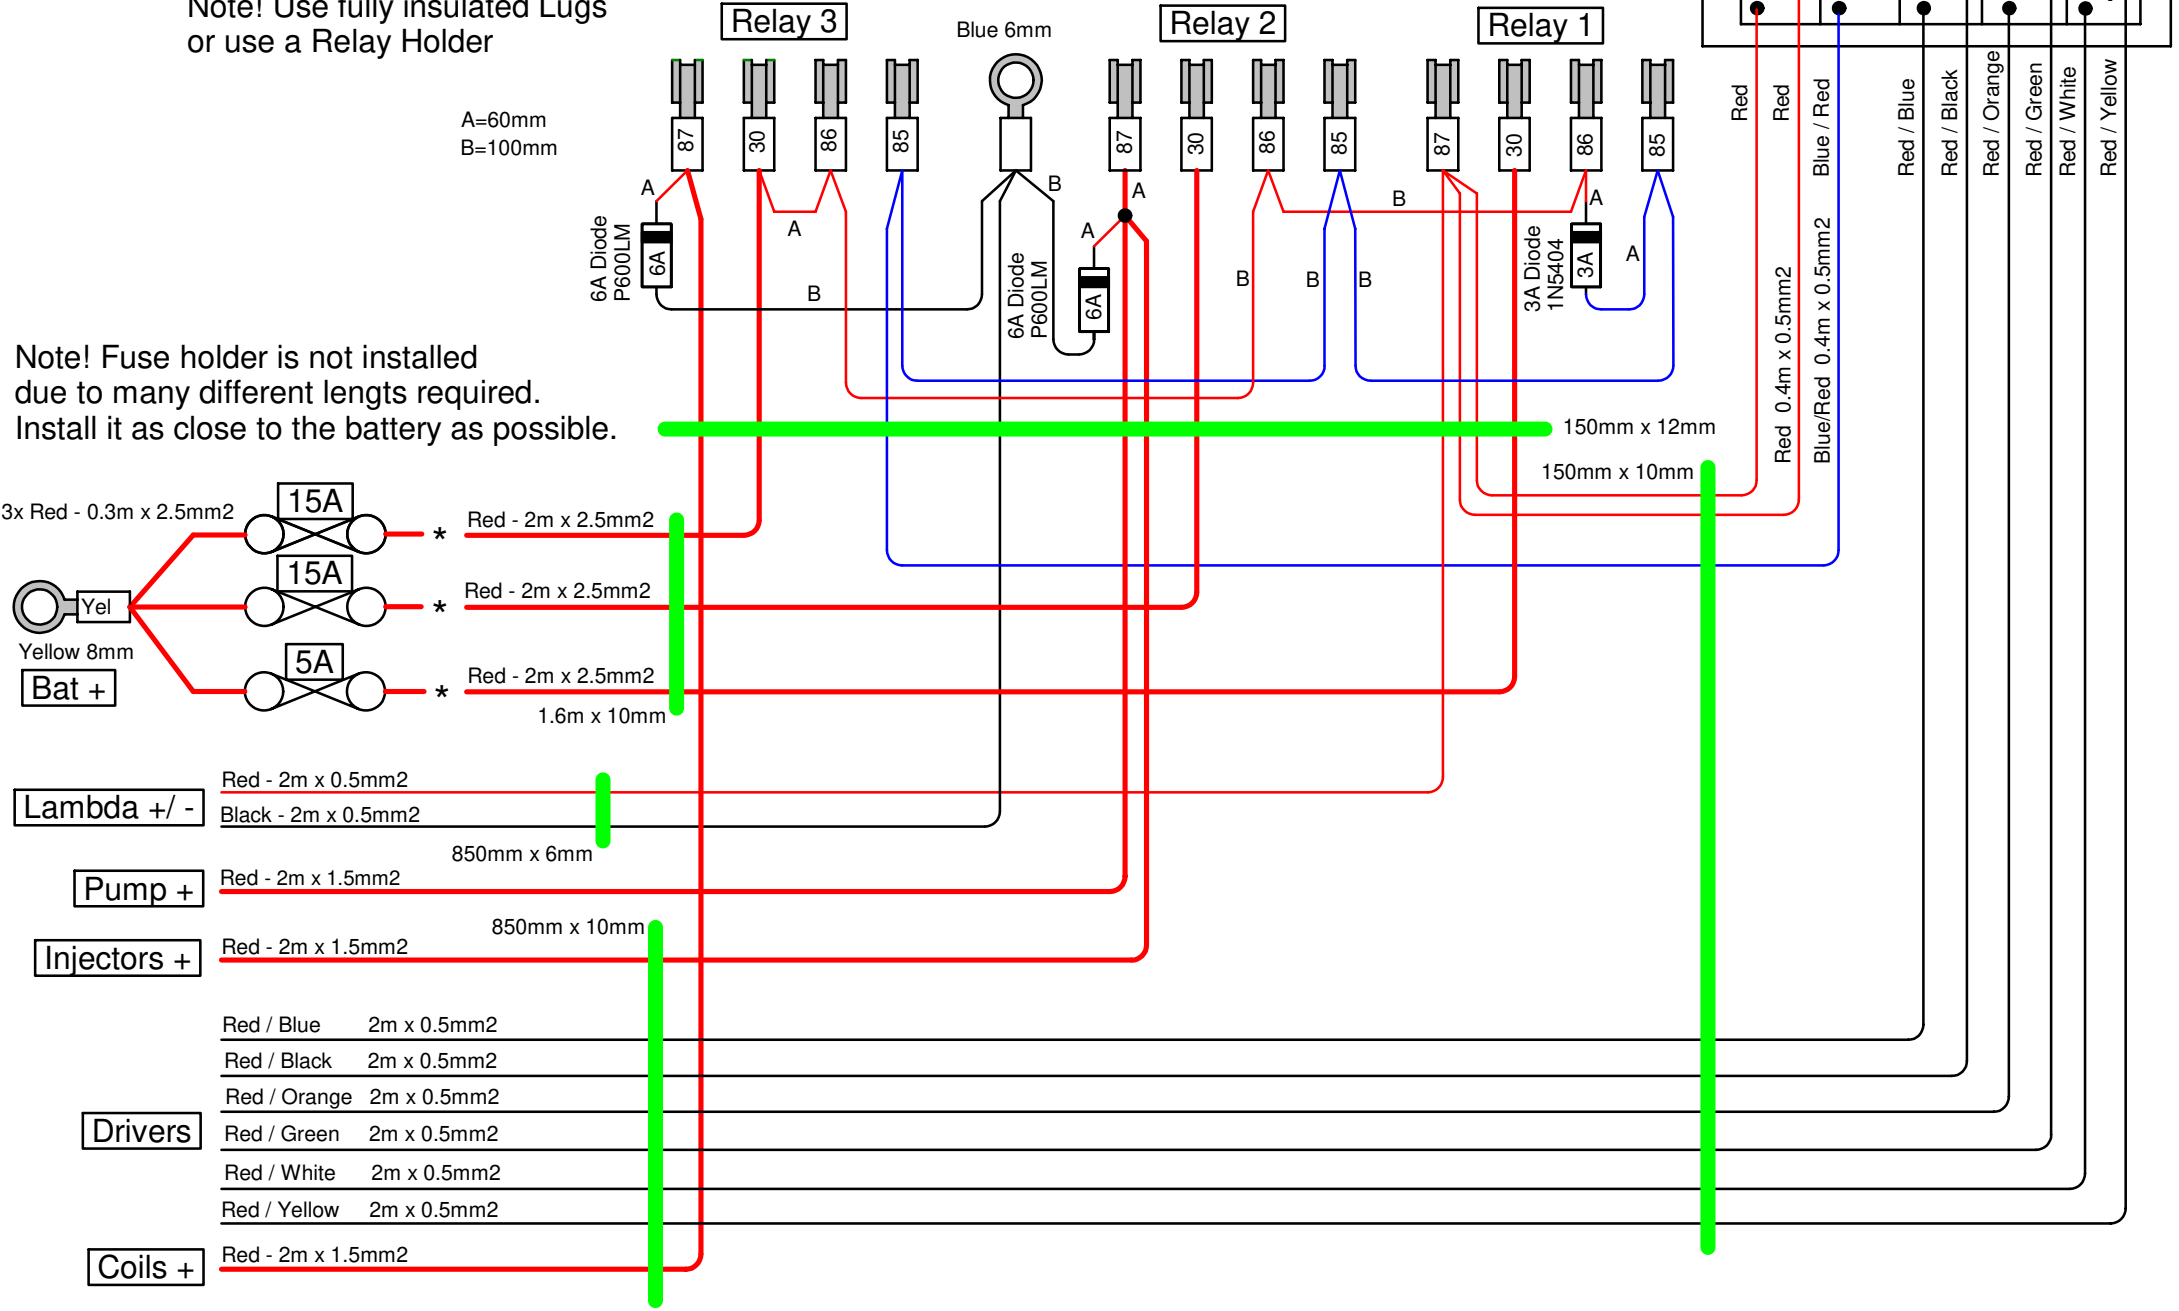 Note! Use fully insulated Lugs
or use a Relay Holder
Relay 3
Blue 6mm
Relay 2
Relay 1
A=60mm
B=100mm
87
30
86
85
87
30
86
85
87
30
86
85
Red
Red
Blue / Red
Red / Blue
Red / Black
Red / Orange
Red / Green
Red / White
Red / Yellow
A
A
B
6A Diode
P600LM
6A
B
A
A
6A Diode
P600LM
6A
B
B
B
B
A
3A Diode
1N5404
3A
A
Red 0.4m x 0.5mm2
Blue/Red 0.4m x 0.5mm2
Note! Fuse holder is not installed
due to many different lengts required.
Install it as close to the battery as possible.
150mm x 12mm
150mm x 10mm
3x Red - 0.3m x 2.5mm2
15A
* Red - 2m x 2.5mm2
15A
* Red - 2m x 2.5mm2
Yel
Yellow 8mm
Bat +
5A
* Red - 2m x 2.5mm2
1.6m x 10mm
Lambda +/ -
Red - 2m x 0.5mm2
Black - 2m x 0.5mm2
850mm x 6mm
Pump +
Red - 2m x 1.5mm2
850mm x 10mm
Injectors +
Red - 2m x 1.5mm2
Drivers
Red / Blue 2m x 0.5mm2
Red / Black 2m x 0.5mm2
Red / Orange 2m x 0.5mm2
Red / Green 2m x 0.5mm2
Red / White 2m x 0.5mm2
Red / Yellow 2m x 0.5mm2
Coils +
Red - 2m x 1.5mm2